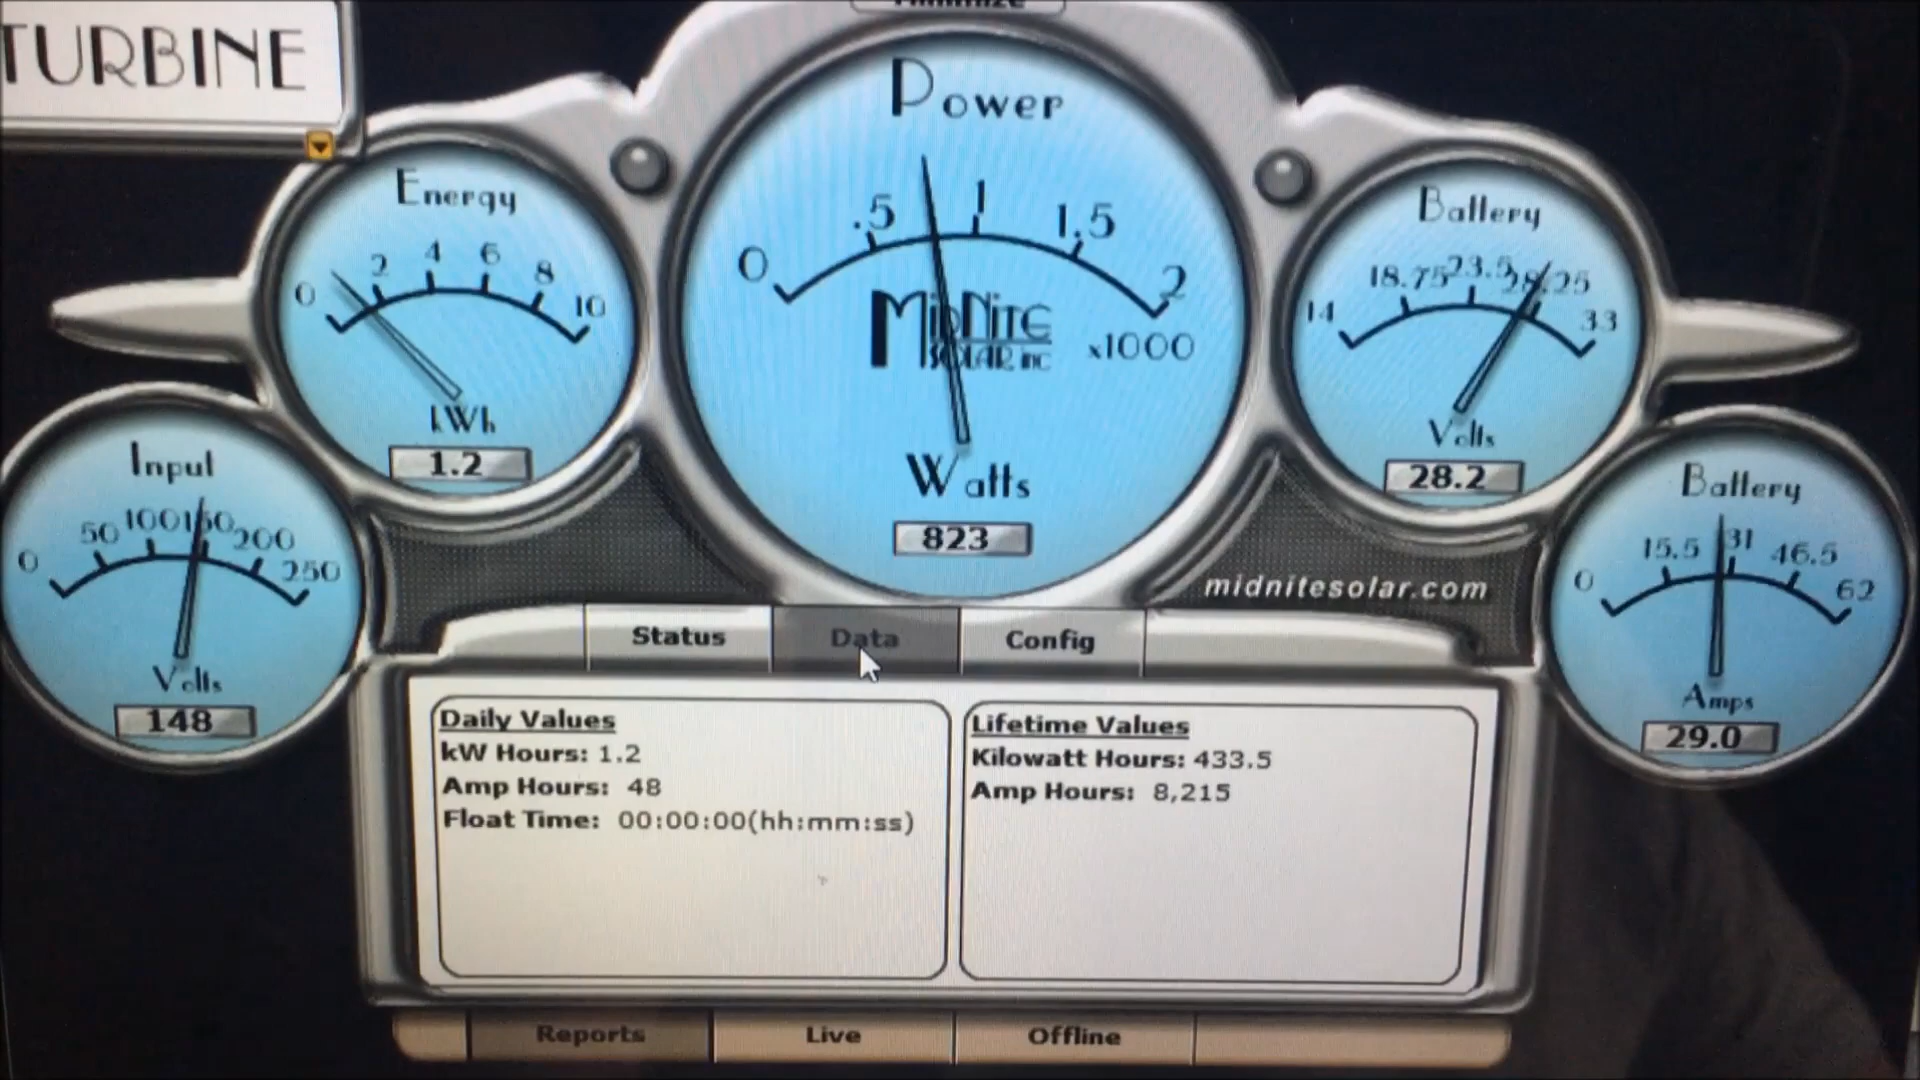 TURBINE
Power
0 .5 1 1.5 2
MidNite
SOLAR INC
x1000
Watts
823
Energy
0 2 4 6 8 10
kWh
1.2
Input
0 50 100 150 200 250
Volts
148
Battery
14 18.75 23.5 28.25 33
Volts
28.2
Battery
0 15.5 31 46.5 62
Amps
29.0
midnitesolar.com
Status Data Config
Daily Values
kW Hours: 1.2
Amp Hours: 48
Float Time: 00:00:00(hh:mm:ss)
Lifetime Values
Kilowatt Hours: 433.5
Amp Hours: 8,215
Reports Live Offline